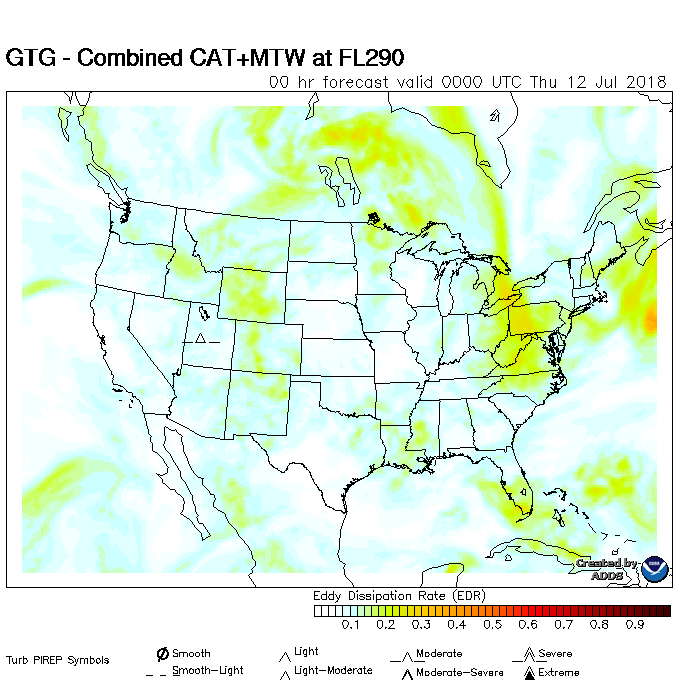 GTG - Combined CAT+MTW at FL290
00 hr forecast valid 0000 UTC Thu 12 Jul 2018
Created by
ADDS
NOAA
Eddy Dissipation Rate (EDR)
0.1 0.2 0.3 0.4 0.5 0.6 0.7 0.8 0.9
Turb PIREP Symbols
Smooth
Light
Moderate
Severe
Smooth-Light
Light-Moderate
Moderate-Severe
Extreme